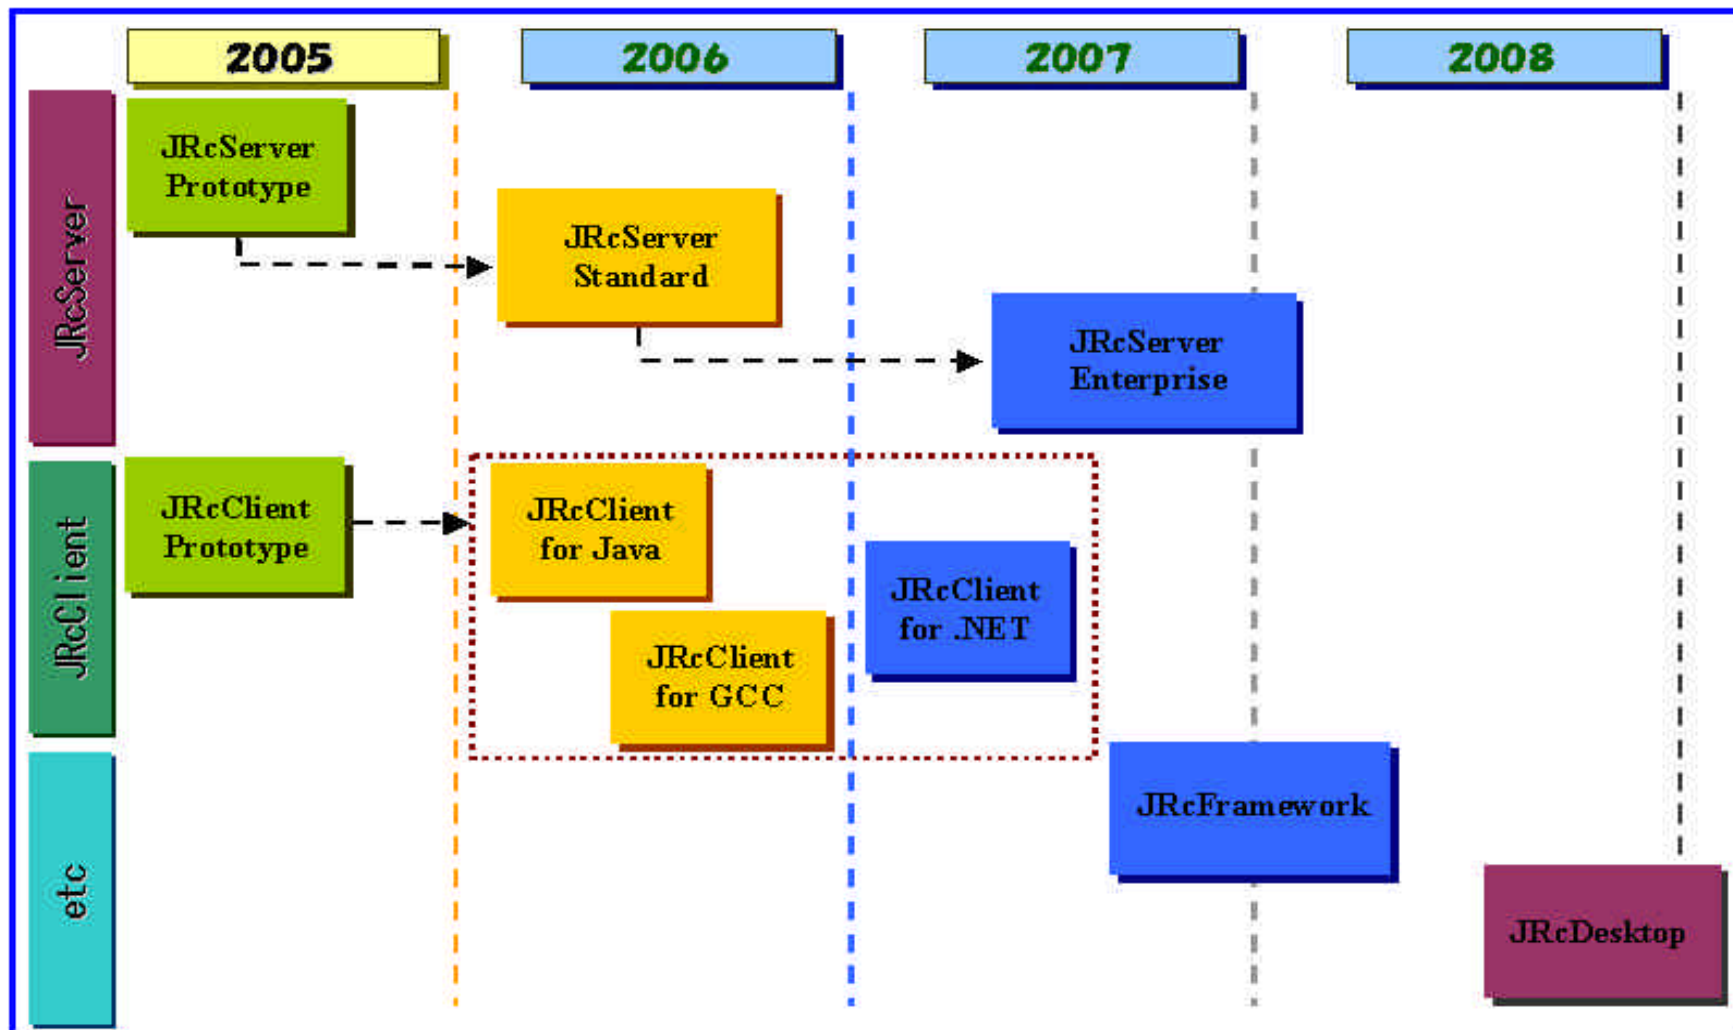 2005
2006
2007
2008
JRcServer
JRcServer
Prototype
JRcServer
Standard
JRcServer
Enterprise
JRcClient
JRcClient
Prototype
JRcClient
for Java
JRcClient
for GCC
JRcClient
for .NET
etc
JRcFramework
JRcDesktop